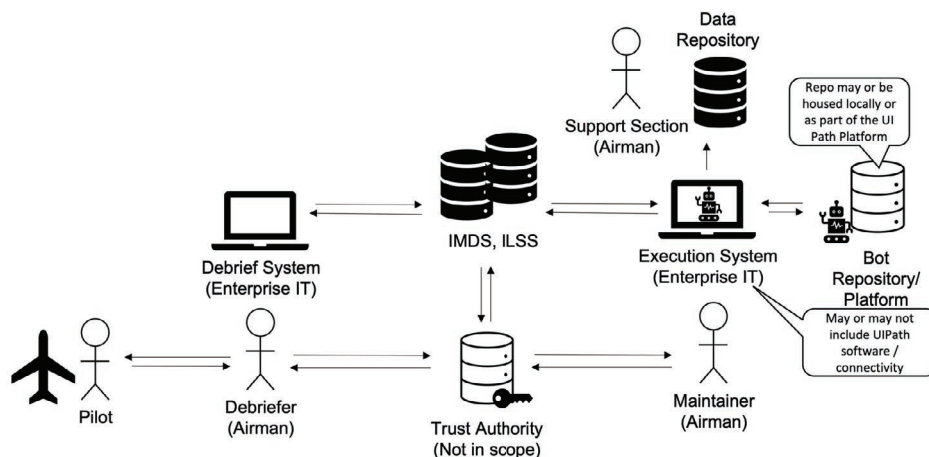 Data
Repository
Repo may or be
housed locally or
as part of the UI
Path Platform
Support Section
(Airman)
IMDS, ILSS
Debrief System
(Enterprise IT)
Execution System
(Enterprise IT)
Bot
Repository/
Platform
May or may not
include UIPath
software /
connectivity
Pilot
Debriefer
(Airman)
Trust Authority
(Not in scope)
Maintainer
(Airman)